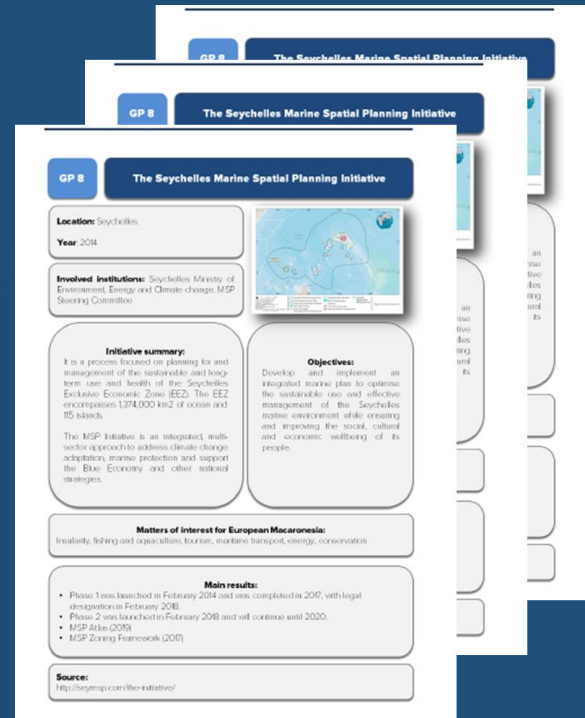 GP 8
The Seychelles Marine Spatial Planning Initiative
GP 8
The Seychelles Marine Spatial Planning Initiative
GP 8
The Seychelles Marine Spatial Planning Initiative
Location: Seychelles
Year: 2014
Involved institutions: Seychelles Ministry of
Environment, Energy and Climate change, MSP
Steering Committee
Initiative summary:
It is a process focused on planning for and
management of the sustainable and long-
term use and health of the Seychelles
Exclusive Economic Zone (EEZ). The EEZ
encompasses 1,374,000 km2 of ocean and
115 islands.
The MSP Initiative is an integrated, multi-
sector approach to address climate change
adaptation, marine protection and support
the Blue Economy and other national
strategies.
Objectives:
Develop and implement an
integrated marine plan to optimise
the sustainable use and effective
management of the Seychelles
marine environment while ensuring
and improving the social, cultural
and economic wellbeing of its
people.
Matters of interest for European Macaronesia:
Insularity, fishing and aquaculture, tourism, maritime transport, energy, conservation
Main results:
• Phase 1 was launched in February 2014 and was completed in 2017, with legal
designation in February 2018.
• Phase 2 was launched in February 2018 and will continue until 2020.
• MSP Atlas (2019)
• MSP Zoning Framework (2017)
Source:
http://seymsp.com/the-initiative/